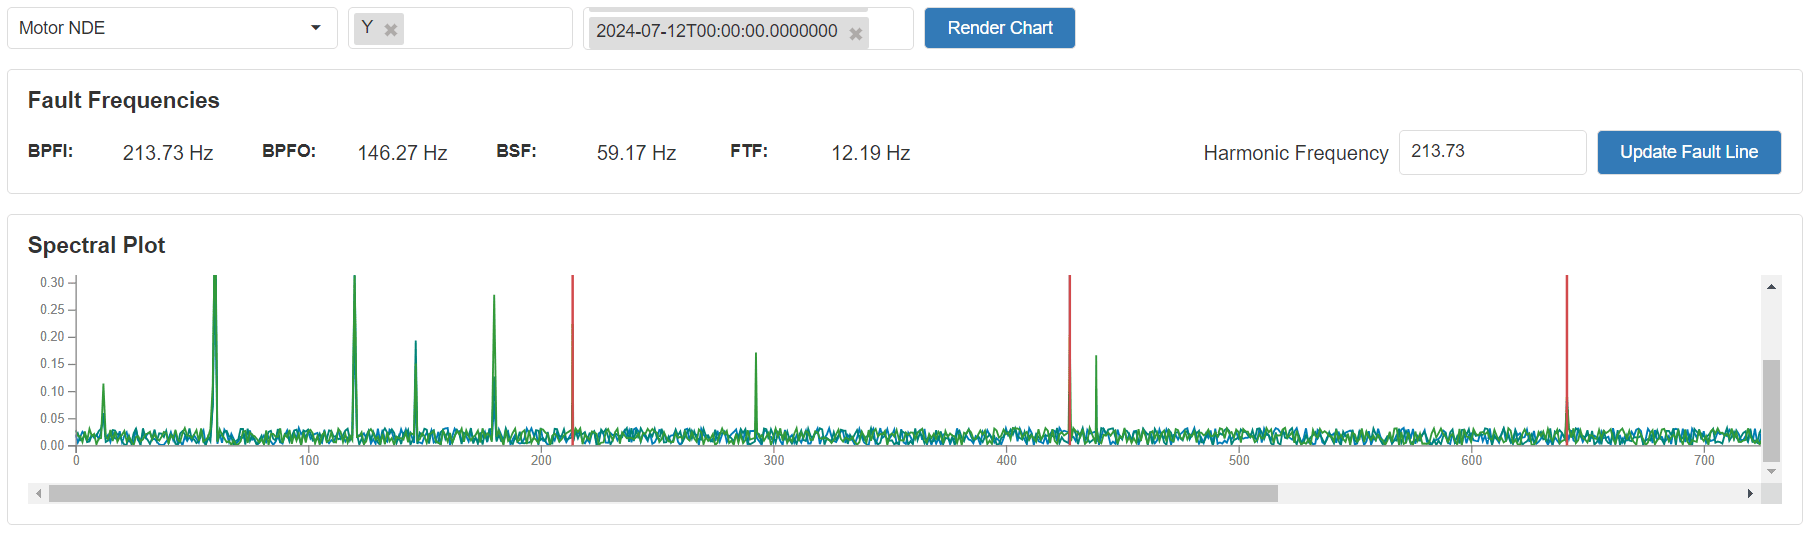 Motor NDE
Y ✖
2024-07-12T00:00:00.0000000 ✖
Render Chart
Fault Frequencies
BPFI: 213.73 Hz BPFO: 146.27 Hz BSF: 59.17 Hz FTF: 12.19 Hz Harmonic Frequency 213.73 Update Fault Line
Spectral Plot
0.30
0.25
0.20
0.15
0.10
0.05
0.00
0 100 200 300 400 500 600 700